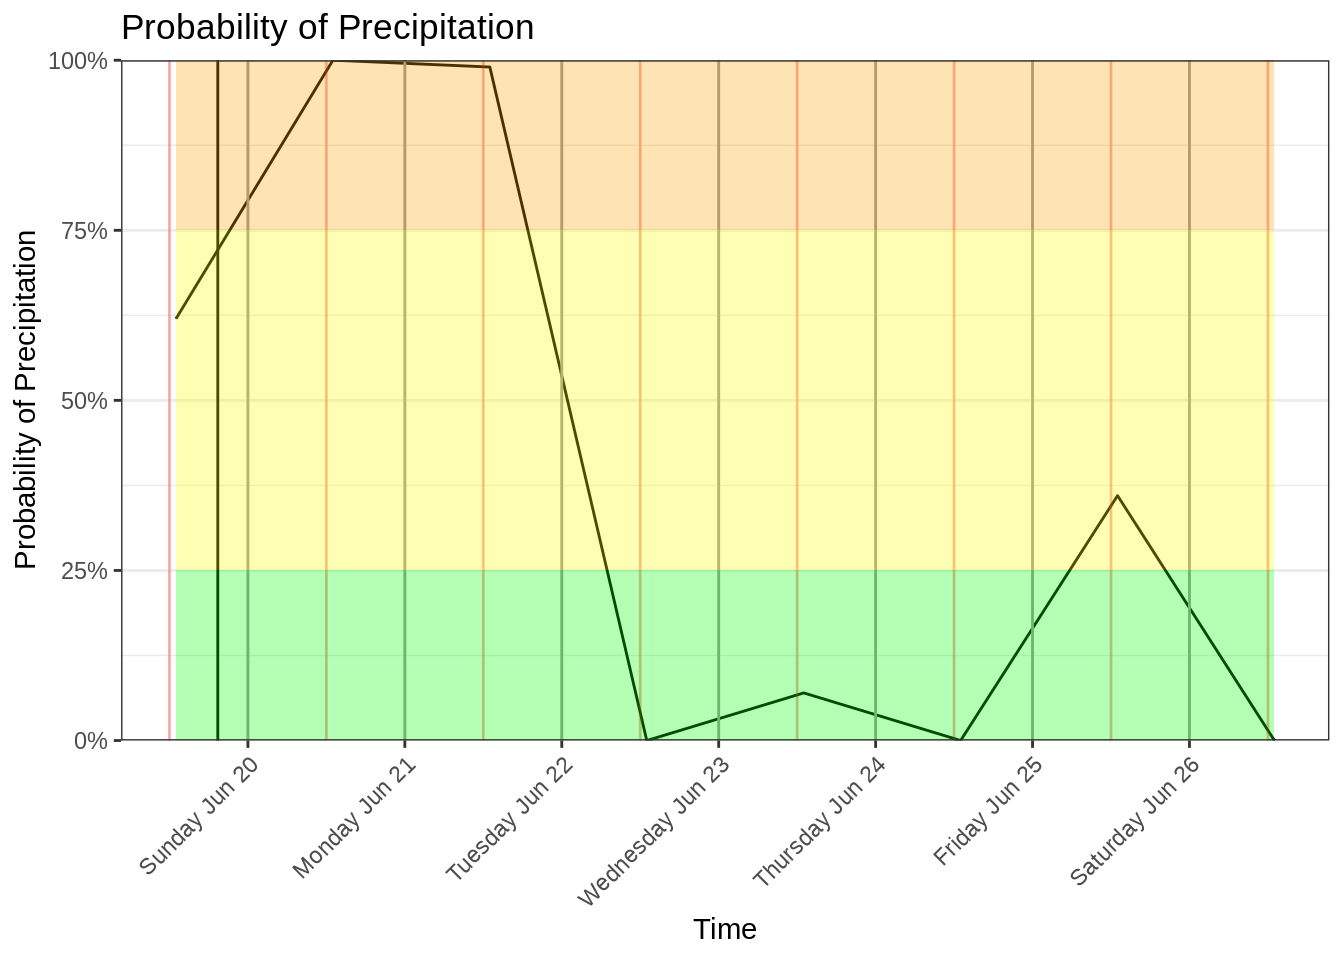 Probability of Precipitation
Probability of Precipitation
100%
75%
50%
25%
0%
Sunday Jun 20
Monday Jun 21
Tuesday Jun 22
Wednesday Jun 23
Thursday Jun 24
Friday Jun 25
Saturday Jun 26
Time